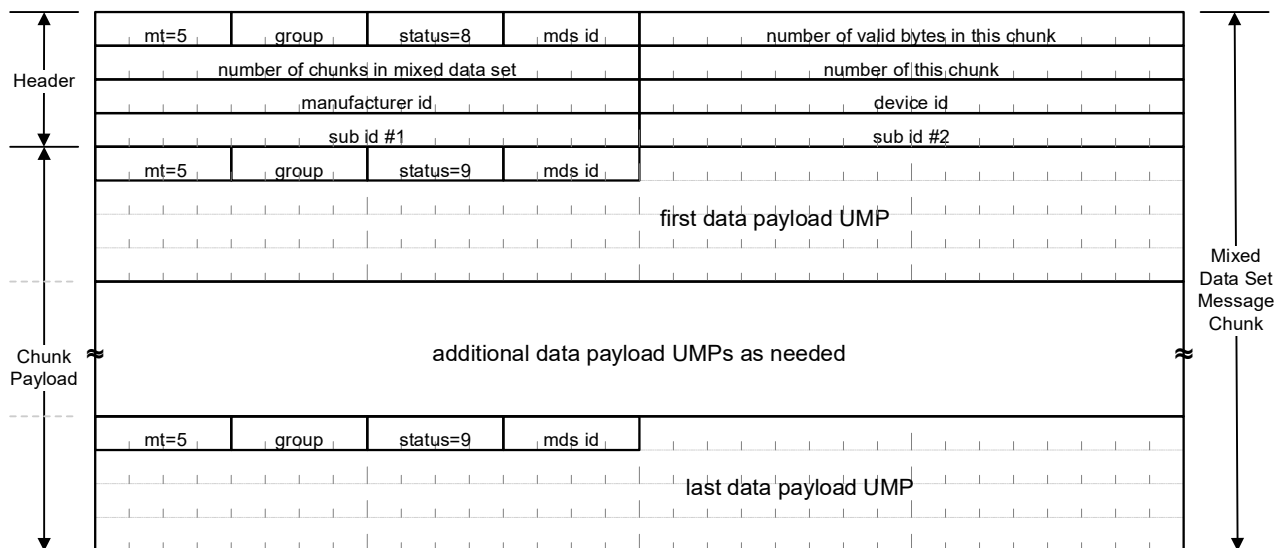 mt=5 group status=8 mds id number of valid bytes in this chunk
number of chunks in mixed data set number of this chunk
Header
manufacturer id device id
sub id #1 sub id #2
mt=5 group status=9 mds id
first data payload UMP
Mixed
Data Set
Message
Chunk
additional data payload UMPs as needed
Chunk
Payload
mt=5 group status=9 mds id
last data payload UMP